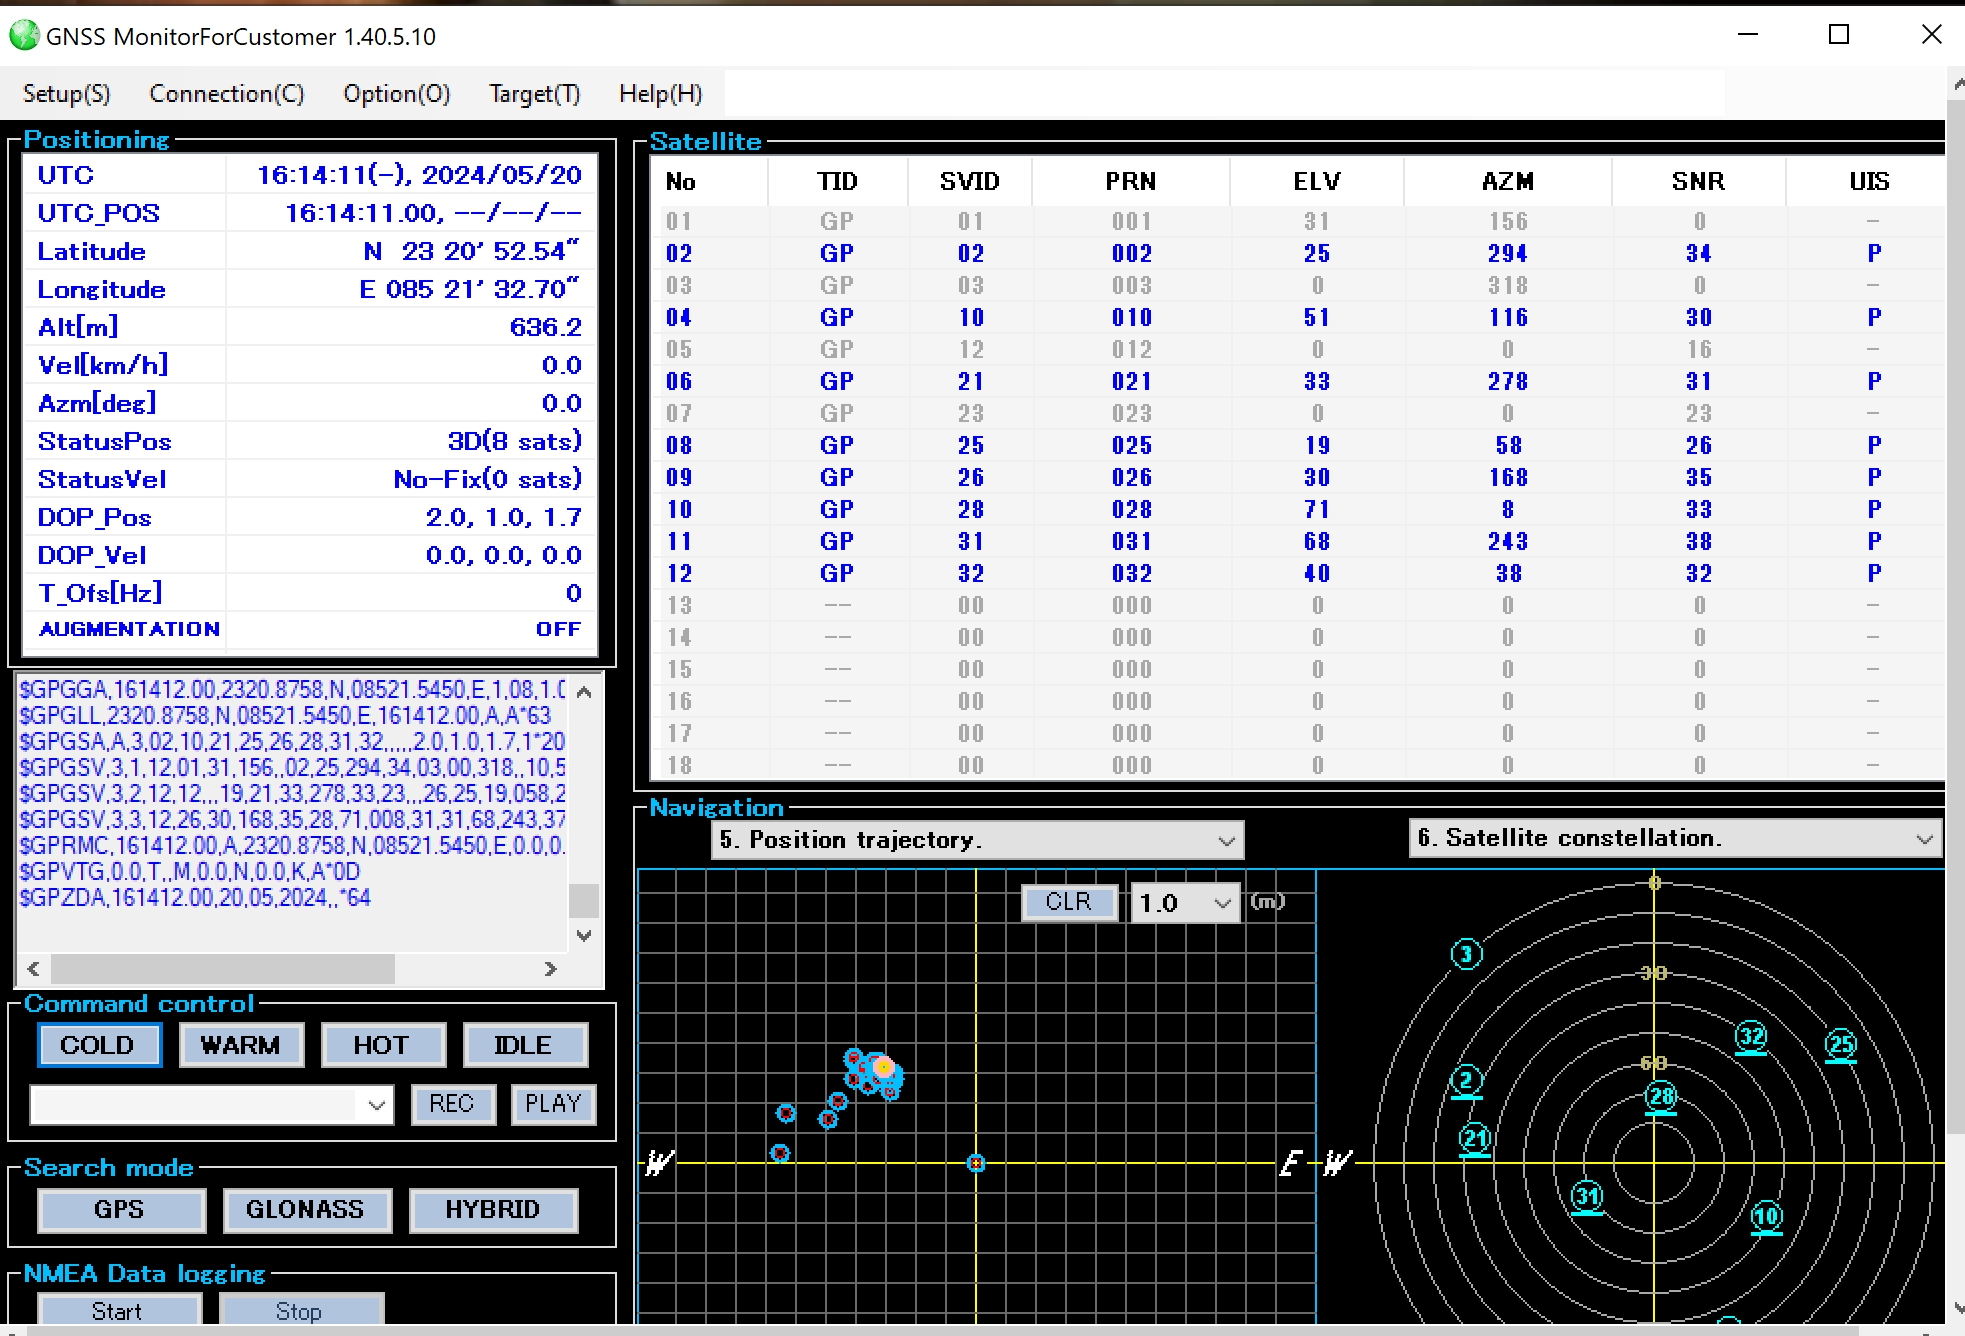 GNSS MonitorForCustomer 1.40.5.10
Setup(S) Connection(C) Option(O) Target(T) Help(H)
Positioning
UTC 16:14:11(-), 2024/05/20
UTC_POS 16:14:11.00, --/--/--
Latitude N 23 20' 52.54"
Longitude E 085 21' 32.70"
Alt[m] 636.2
Vel[km/h] 0.0
Azm[deg] 0.0
StatusPos 3D(8 sats)
StatusVel No-Fix(0 sats)
DOP_Pos 2.0, 1.0, 1.7
DOP_Vel 0.0, 0.0, 0.0
T_Ofs[Hz] 0
AUGMENTATION OFF
$GPGGA,161412.00,2320.8758,N,08521.5450,E,1,08,1.0
$GPGLL,2320.8758,N,08521.5450,E,161412.00,A,A*63
$GPGSA,A,3,02,10,21,25,26,28,31,32,,,,,2.0,1.0,1.7,1*20
$GPGSV,3,1,12,01,31,156,,02,25,294,34,03,00,318,,10,5
$GPGSV,3,2,12,12,,,19,21,33,278,33,23,,,26,25,19,058,2
$GPGSV,3,3,12,26,30,168,35,28,71,008,31,31,68,243,37
$GPRMC,161412.00,A,2320.8758,N,08521.5450,E,0.0,0.
$GPVTG,0.0,T,,M,0.0,N,0.0,K,A*0D
$GPZDA,161412.00,20,05,2024,,*64
Command control
COLD WARM HOT IDLE
REC PLAY
Search mode
GPS GLONASS HYBRID
NMEA Data logging
Start Stop
Satellite
No TID SVID PRN ELV AZM SNR UIS
01 GP 01 001 31 156 0 -
02 GP 02 002 25 294 34 P
03 GP 03 003 0 318 0 -
04 GP 10 010 51 116 30 P
05 GP 12 012 0 0 16 -
06 GP 21 021 33 278 31 P
07 GP 23 023 0 0 23 -
08 GP 25 025 19 58 26 P
09 GP 26 026 30 168 35 P
10 GP 28 028 71 8 33 P
11 GP 31 031 68 243 38 P
12 GP 32 032 40 38 32 P
13 -- 00 000 0 0 0 -
14 -- 00 000 0 0 0 -
15 -- 00 000 0 0 0 -
16 -- 00 000 0 0 0 -
17 -- 00 000 0 0 0 -
18 -- 00 000 0 0 0 -
Navigation
5. Position trajectory. 6. Satellite constellation.
CLR 1.0 (m)
W E
0
3
30
32 25
60
2
28
21
W
31
10